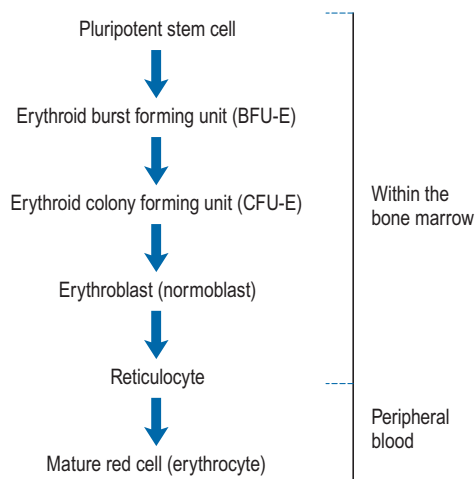 Pluripotent stem cell
Erythroid burst forming unit (BFU-E)
Erythroid colony forming unit (CFU-E)
Within the
bone marrow
Erythroblast (normoblast)
Reticulocyte
Peripheral
blood
Mature red cell (erythrocyte)